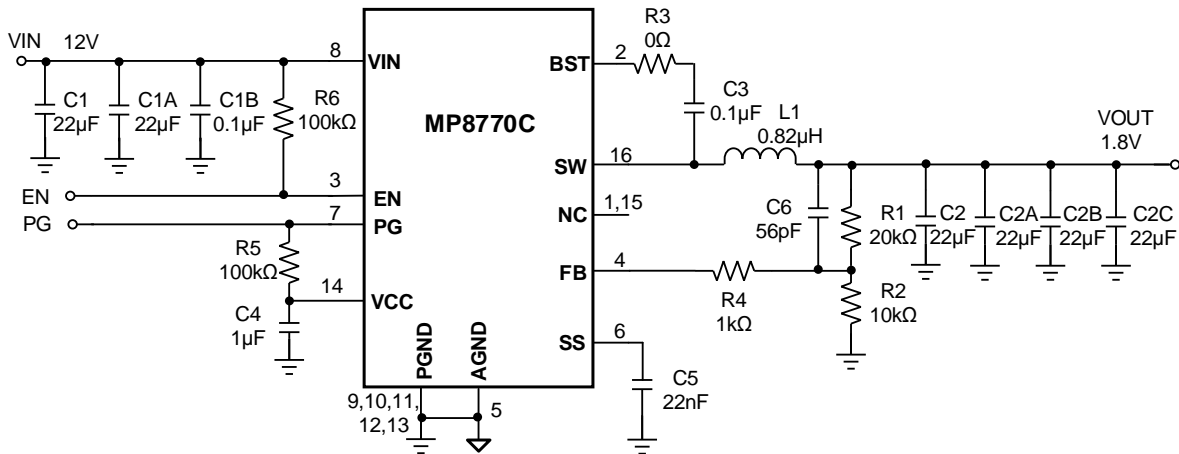 VIN 12V
8
VIN
C1
22µF
C1A
22µF
C1B
0.1µF
R6
100kΩ
EN
3
EN
PG
7
PG
R5
100kΩ
14
VCC
C4
1µF
MP8770C
PGND
AGND
9,10,11,
12,13
5
BST
2
R3
0Ω
C3
0.1µF
L1
0.82µH
SW
16
NC
1,15
FB
4
R4
1kΩ
SS
6
C5
22nF
C6
56pF
R1
20kΩ
R2
10kΩ
C2
22µF
C2A
22µF
C2B
22µF
C2C
22µF
VOUT
1.8V